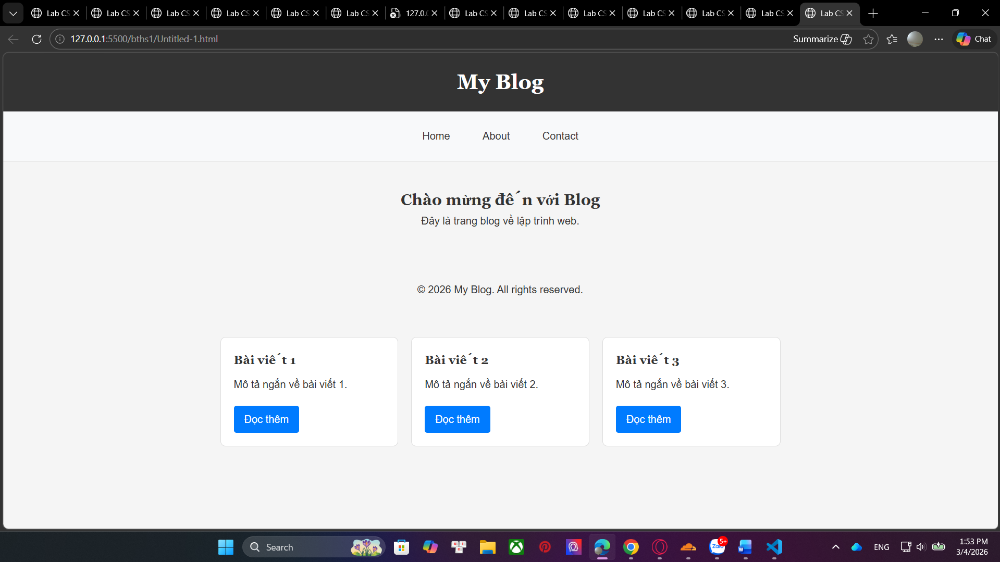 Lab CS
Lab CS
Lab CS
Lab CS
Lab CS
Lab CS
127.0.
Lab CS
Lab CS
Lab CS
Lab CS
Lab CS
Lab CS
Lab CS
127.0.0.1:5500/bths1/Untitled-1.html
Summarize
Chat
My Blog
Home About Contact
Chào mừng đến với Blog
Đây là trang blog về lập trình web.
© 2026 My Blog. All rights reserved.
Bài viết 1
Mô tả ngắn về bài viết 1.
Đọc thêm
Bài viết 2
Mô tả ngắn về bài viết 2.
Đọc thêm
Bài viết 3
Mô tả ngắn về bài viết 3.
Đọc thêm
Search
Zalo
5+
ENG
1:53 PM
3/4/2026